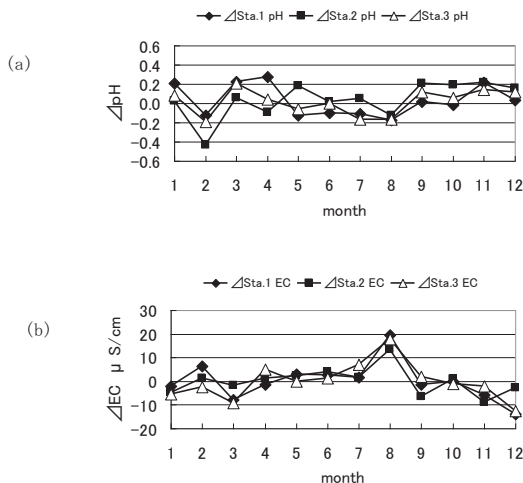 ⊿Sta.1 pH ⊿Sta.2 pH ⊿Sta.3 pH
(a)
0.6
0.4
0.2
0.0
−0.2
−0.4
−0.6
⊿pH
1 2 3 4 5 6 7 8 9 10 11 12
month
⊿Sta.1 EC ⊿Sta.2 EC ⊿Sta.3 EC
(b)
30
20
10
0
−10
−20
⊿EC μ S/cm
1 2 3 4 5 6 7 8 9 10 11 12
month